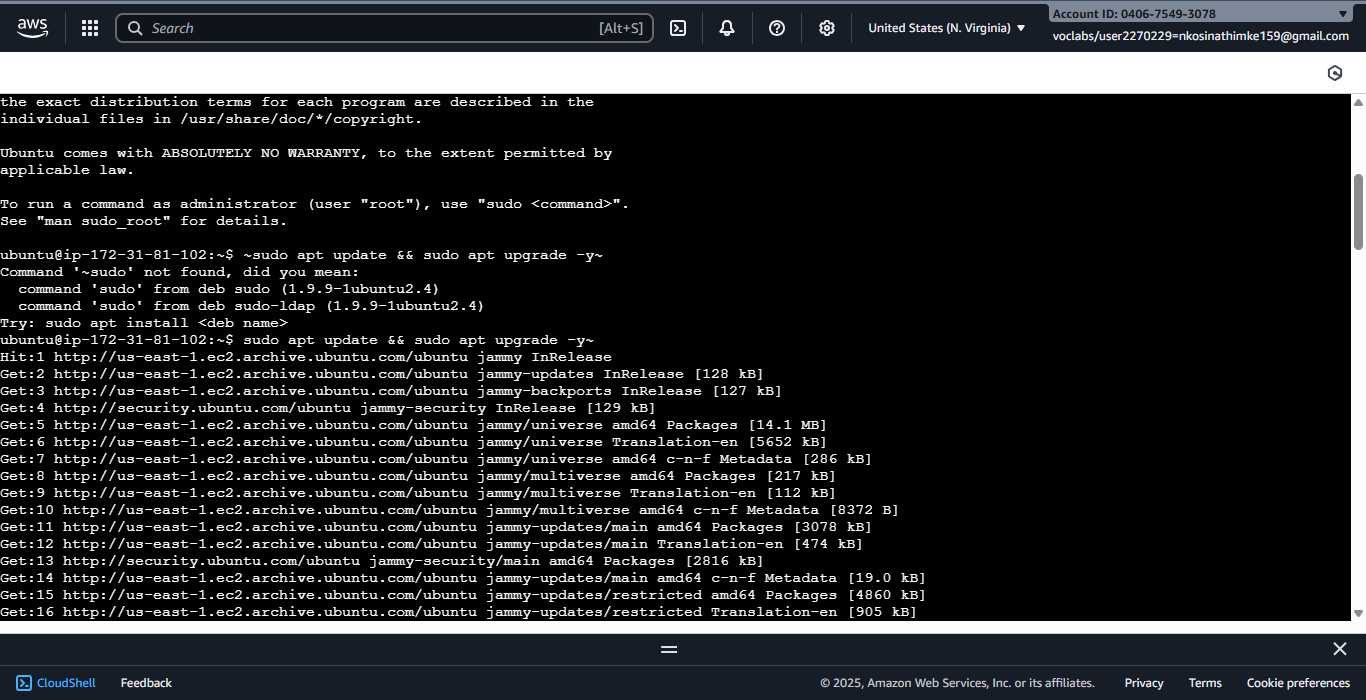 aws
Search [Alt+S]
United States (N. Virginia)
Account ID: 0406-7549-3078
voclabs/user2270229=nkosinathimke159@gmail.com
the exact distribution terms for each program are described in the
individual files in /usr/share/doc/*/copyright.
Ubuntu comes with ABSOLUTELY NO WARRANTY, to the extent permitted by
applicable law.
To run a command as administrator (user "root"), use "sudo <command>".
See "man sudo_root" for details.
ubuntu@ip-172-31-81-102:~$ ~sudo apt update && sudo apt upgrade -y~
Command '~sudo' not found, did you mean:
  command 'sudo' from deb sudo (1.9.9-1ubuntu2.4)
  command 'sudo' from deb sudo-ldap (1.9.9-1ubuntu2.4)
Try: sudo apt install <deb name>
ubuntu@ip-172-31-81-102:~$ sudo apt update && sudo apt upgrade -y~
Hit:1 http://us-east-1.ec2.archive.ubuntu.com/ubuntu jammy InRelease
Get:2 http://us-east-1.ec2.archive.ubuntu.com/ubuntu jammy-updates InRelease [128 kB]
Get:3 http://us-east-1.ec2.archive.ubuntu.com/ubuntu jammy-backports InRelease [127 kB]
Get:4 http://security.ubuntu.com/ubuntu jammy-security InRelease [129 kB]
Get:5 http://us-east-1.ec2.archive.ubuntu.com/ubuntu jammy/universe amd64 Packages [14.1 MB]
Get:6 http://us-east-1.ec2.archive.ubuntu.com/ubuntu jammy/universe Translation-en [5652 kB]
Get:7 http://us-east-1.ec2.archive.ubuntu.com/ubuntu jammy/universe amd64 c-n-f Metadata [286 kB]
Get:8 http://us-east-1.ec2.archive.ubuntu.com/ubuntu jammy/multiverse amd64 Packages [217 kB]
Get:9 http://us-east-1.ec2.archive.ubuntu.com/ubuntu jammy/multiverse Translation-en [112 kB]
Get:10 http://us-east-1.ec2.archive.ubuntu.com/ubuntu jammy/multiverse amd64 c-n-f Metadata [8372 B]
Get:11 http://us-east-1.ec2.archive.ubuntu.com/ubuntu jammy-updates/main amd64 Packages [3078 kB]
Get:12 http://us-east-1.ec2.archive.ubuntu.com/ubuntu jammy-updates/main Translation-en [474 kB]
Get:13 http://security.ubuntu.com/ubuntu jammy-security/main amd64 Packages [2816 kB]
Get:14 http://us-east-1.ec2.archive.ubuntu.com/ubuntu jammy-updates/main amd64 c-n-f Metadata [19.0 kB]
Get:15 http://us-east-1.ec2.archive.ubuntu.com/ubuntu jammy-updates/restricted amd64 Packages [4860 kB]
Get:16 http://us-east-1.ec2.archive.ubuntu.com/ubuntu jammy-updates/restricted Translation-en [905 kB]
CloudShell Feedback © 2025, Amazon Web Services, Inc. or its affiliates. Privacy Terms Cookie preferences